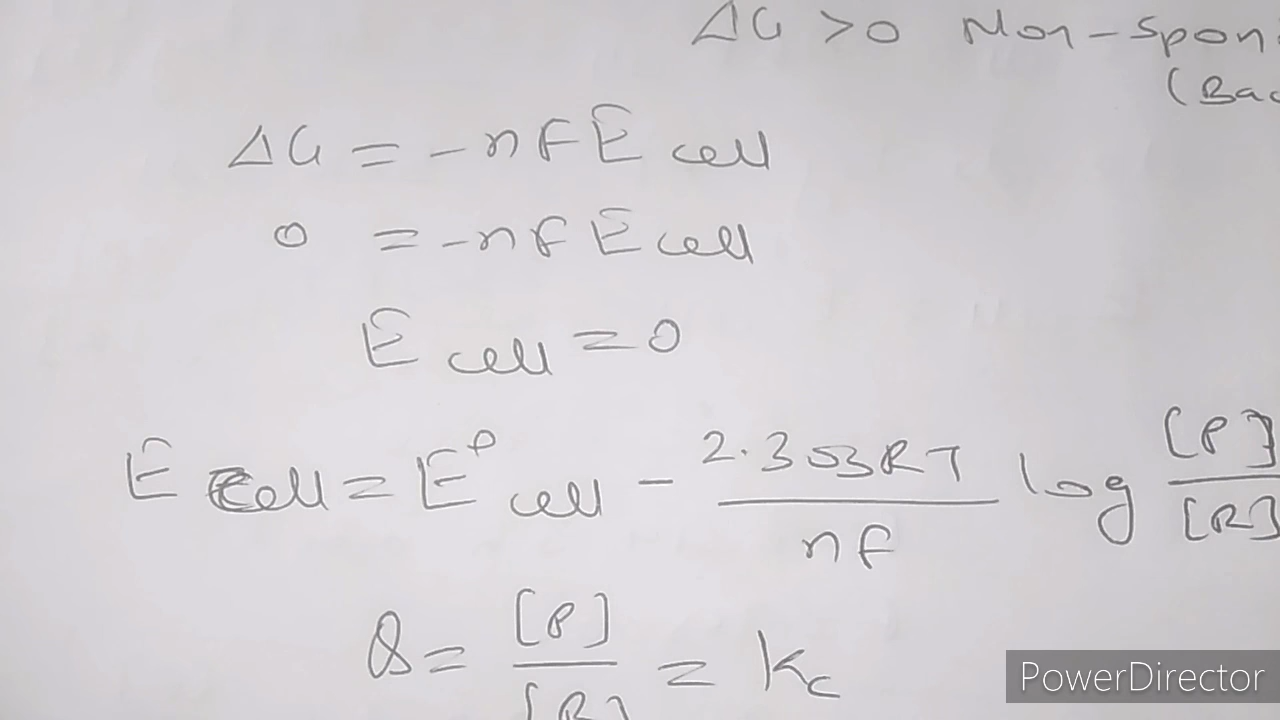 ΔG > 0 Non-spon
(Bac
ΔG = -nFE cell
0 = -nFE cell
E cell = 0
E cell = E° cell - 2.303RT/nF log [P]/[R]
Q = [P]/[R] = Kc
PowerDirector